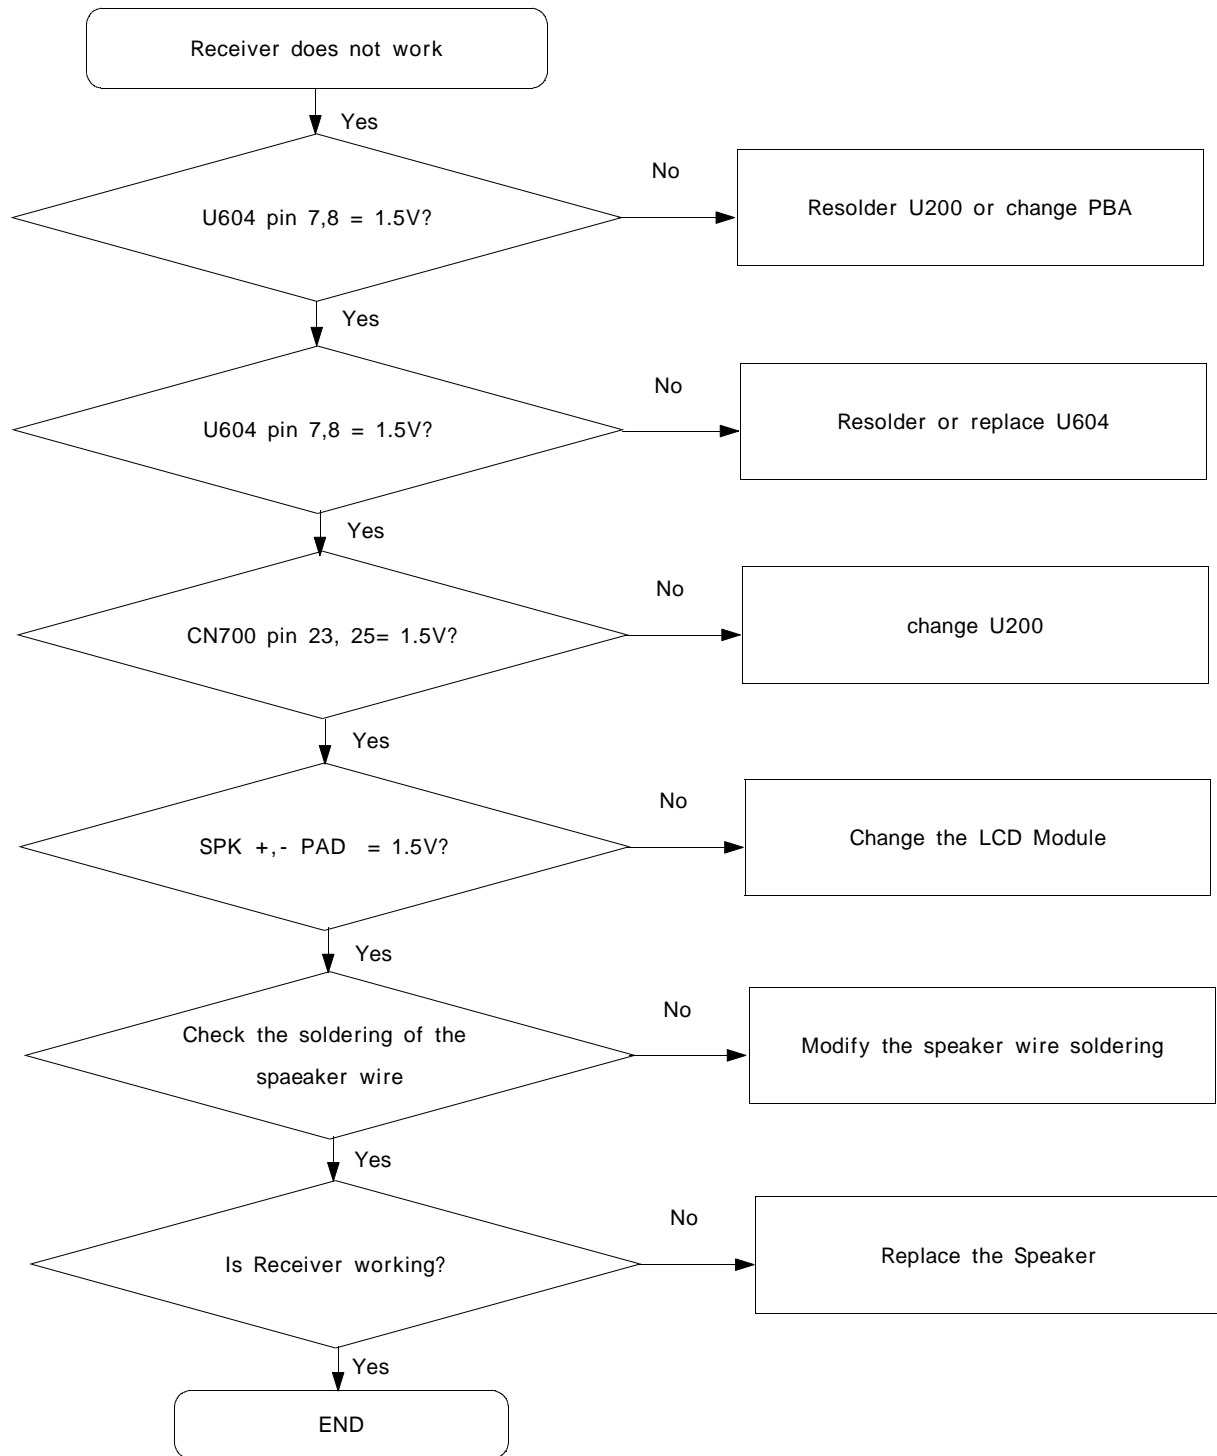 Receiver does not work
Yes
U604 pin 7,8 = 1.5V?
No
Resolder U200 or change PBA
Yes
U604 pin 7,8 = 1.5V?
No
Resolder or replace U604
Yes
CN700 pin 23, 25= 1.5V?
No
change U200
Yes
SPK +,- PAD = 1.5V?
No
Change the LCD Module
Yes
Check the soldering of the
spaeaker wire
No
Modify the speaker wire soldering
Yes
Is Receiver working?
No
Replace the Speaker
Yes
END